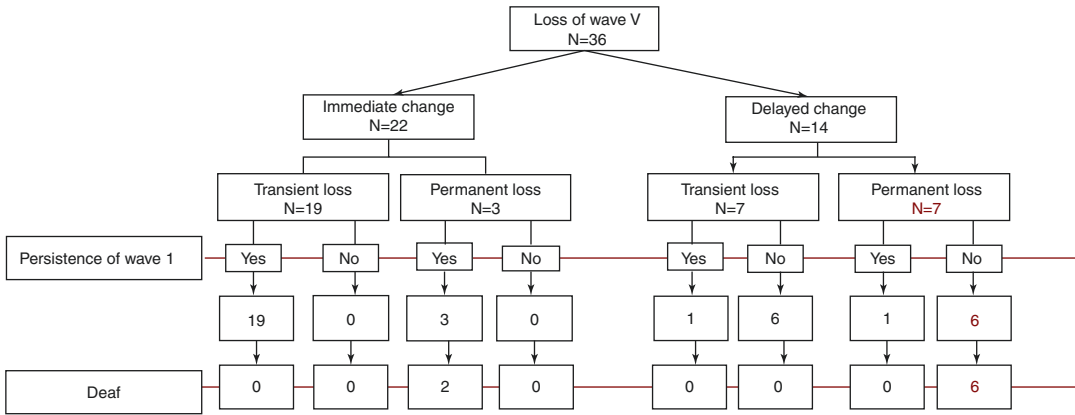 Loss of wave V
N=36
Immediate change
N=22
Delayed change
N=14
Transient loss
N=19
Permanent loss
N=3
Transient loss
N=7
Permanent loss
N=7
Persistence of wave 1
Yes
No
Yes
No
Yes
No
Yes
No
19
0
3
0
1
6
1
6
Deaf
0
0
2
0
0
0
0
6